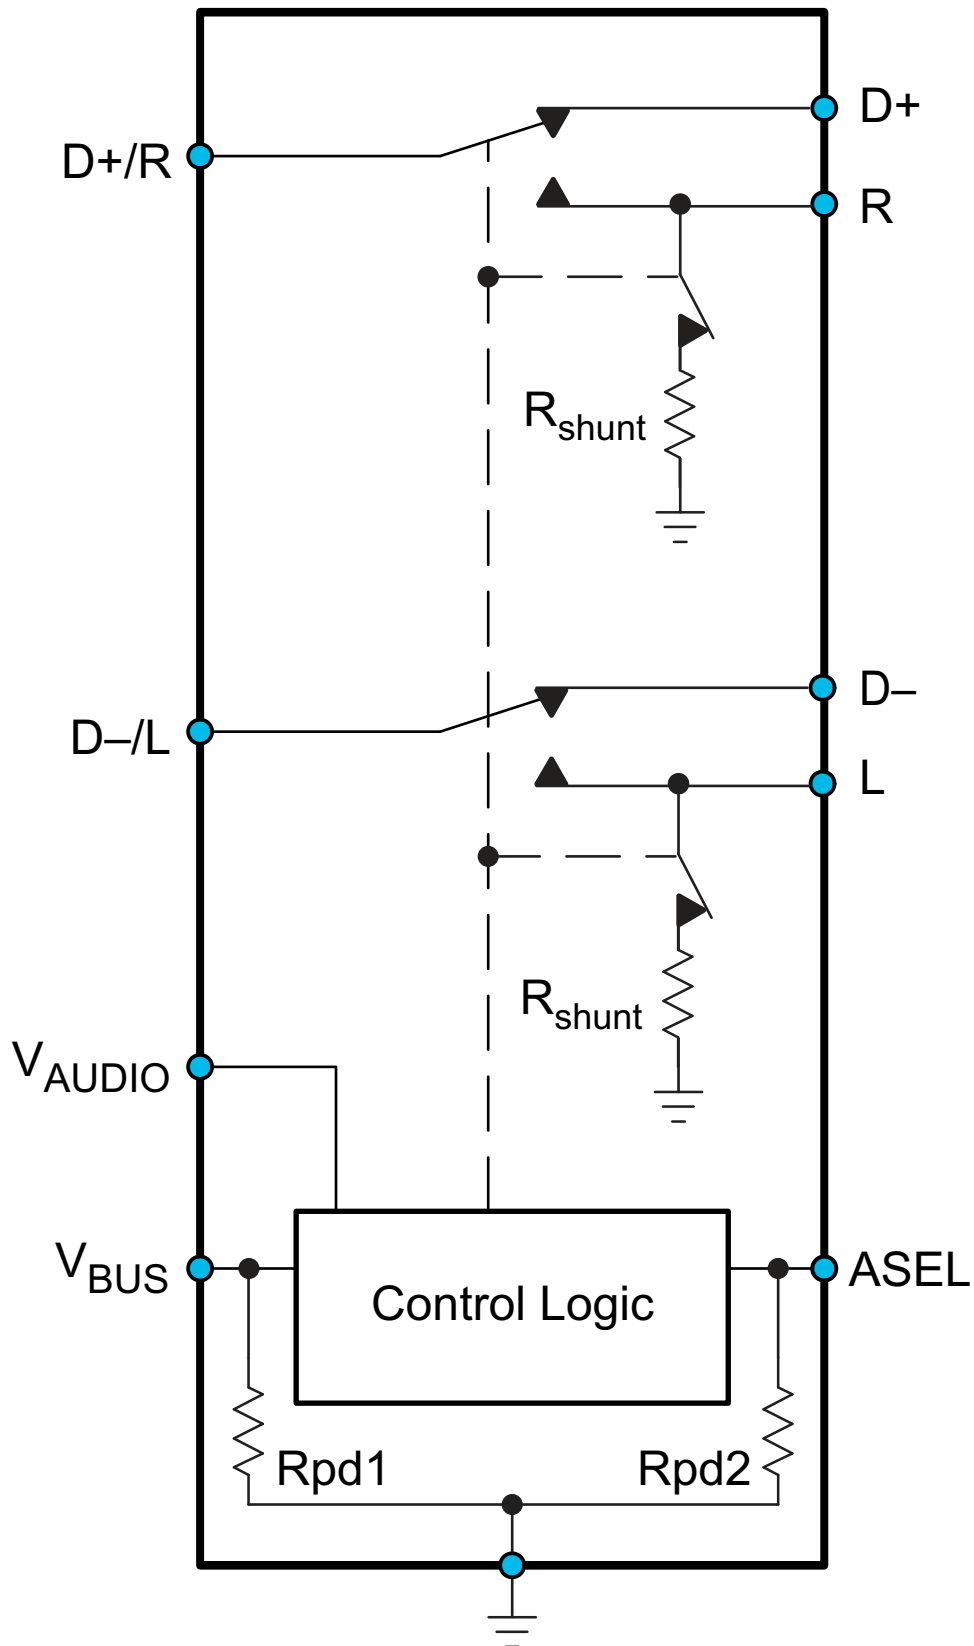 D+
D+/R
R
Rshunt
D–
D–/L
L
Rshunt
VAUDIO
VBUS
ASEL
Control Logic
Rpd1
Rpd2